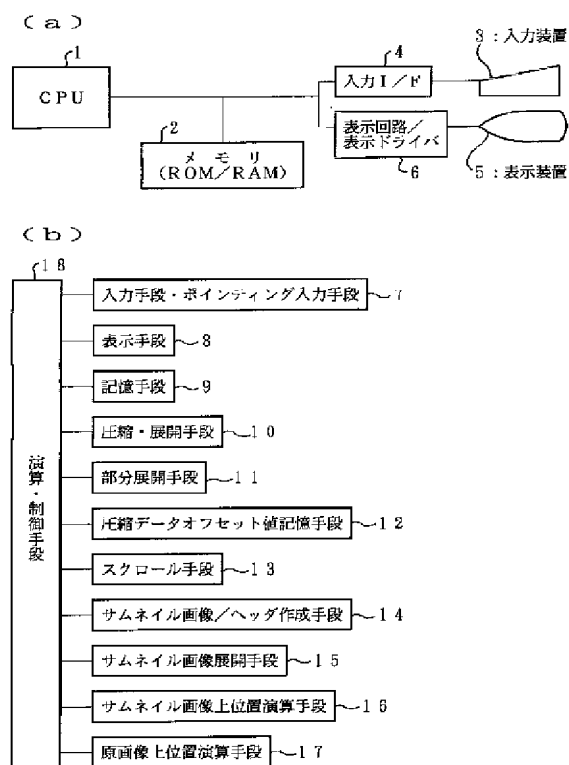 (a)
1
CPU
2
メモリ
(ROM/RAM)
4
入力I/F
3:入力装置
表示回路/
表示ドライバ
6
5:表示装置
(b)
18
演算・制御手段
入力手段・ポインティング入力手段 7
表示手段 8
記憶手段 9
圧縮・展開手段 10
部分展開手段 11
圧縮データオフセット値記憶手段 12
スクロール手段 13
サムネイル画像/ヘッダ作成手段 14
サムネイル画像展開手段 15
サムネイル画像上位置演算手段 16
原画像上位置演算手段 17